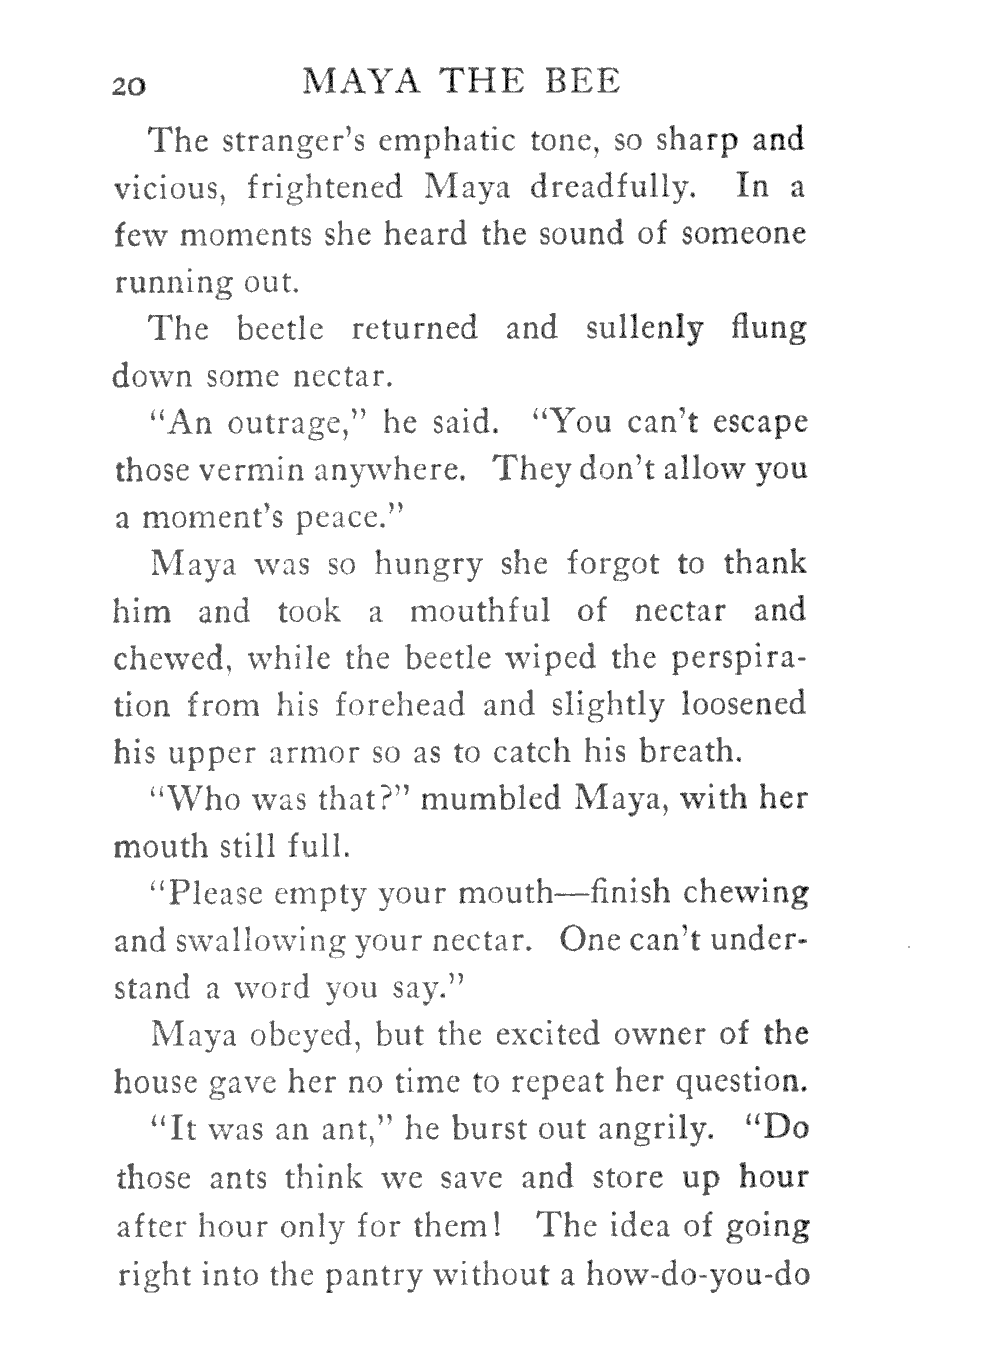 20 MAYA THE BEE
The stranger's emphatic tone, so sharp and
vicious, frightened Maya dreadfully. In a
few moments she heard the sound of someone
running out.
The beetle returned and sullenly flung
down some nectar.
“An outrage,” he said. “You can't escape
those vermin anywhere. They don't allow you
a moment's peace.”
Maya was so hungry she forgot to thank
him and took a mouthful of nectar and
chewed, while the beetle wiped the perspira-
tion from his forehead and slightly loosened
his upper armor so as to catch his breath.
“Who was that?” mumbled Maya, with her
mouth still full.
“Please empty your mouth—finish chewing
and swallowing your nectar. One can't under-
stand a word you say.”
Maya obeyed, but the excited owner of the
house gave her no time to repeat her question.
“It was an ant,” he burst out angrily. “Do
those ants think we save and store up hour
after hour only for them! The idea of going
right into the pantry without a how-do-you-do